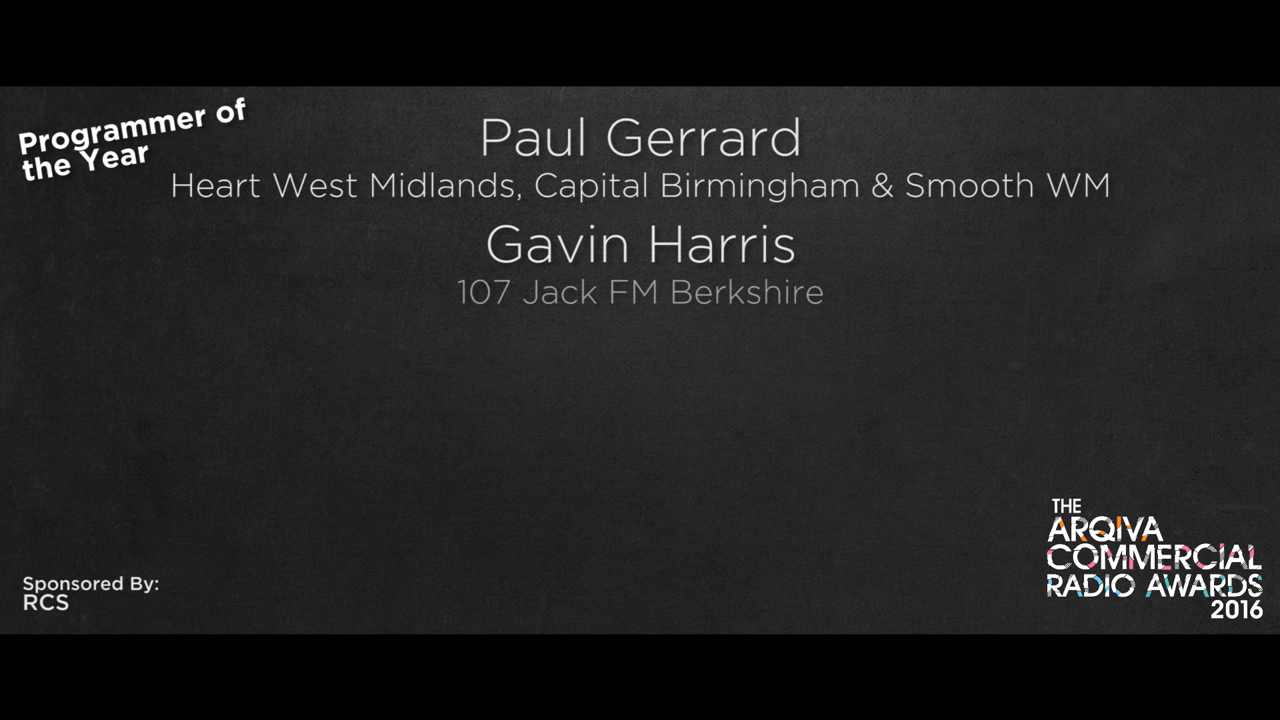 Programmer of
the Year
Paul Gerrard
Heart West Midlands, Capital Birmingham & Smooth WM
Gavin Harris
107 Jack FM Berkshire
Sponsored By:
RCS
THE
ARQIVA
COMMERCIAL
RADIO AWARDS
2016